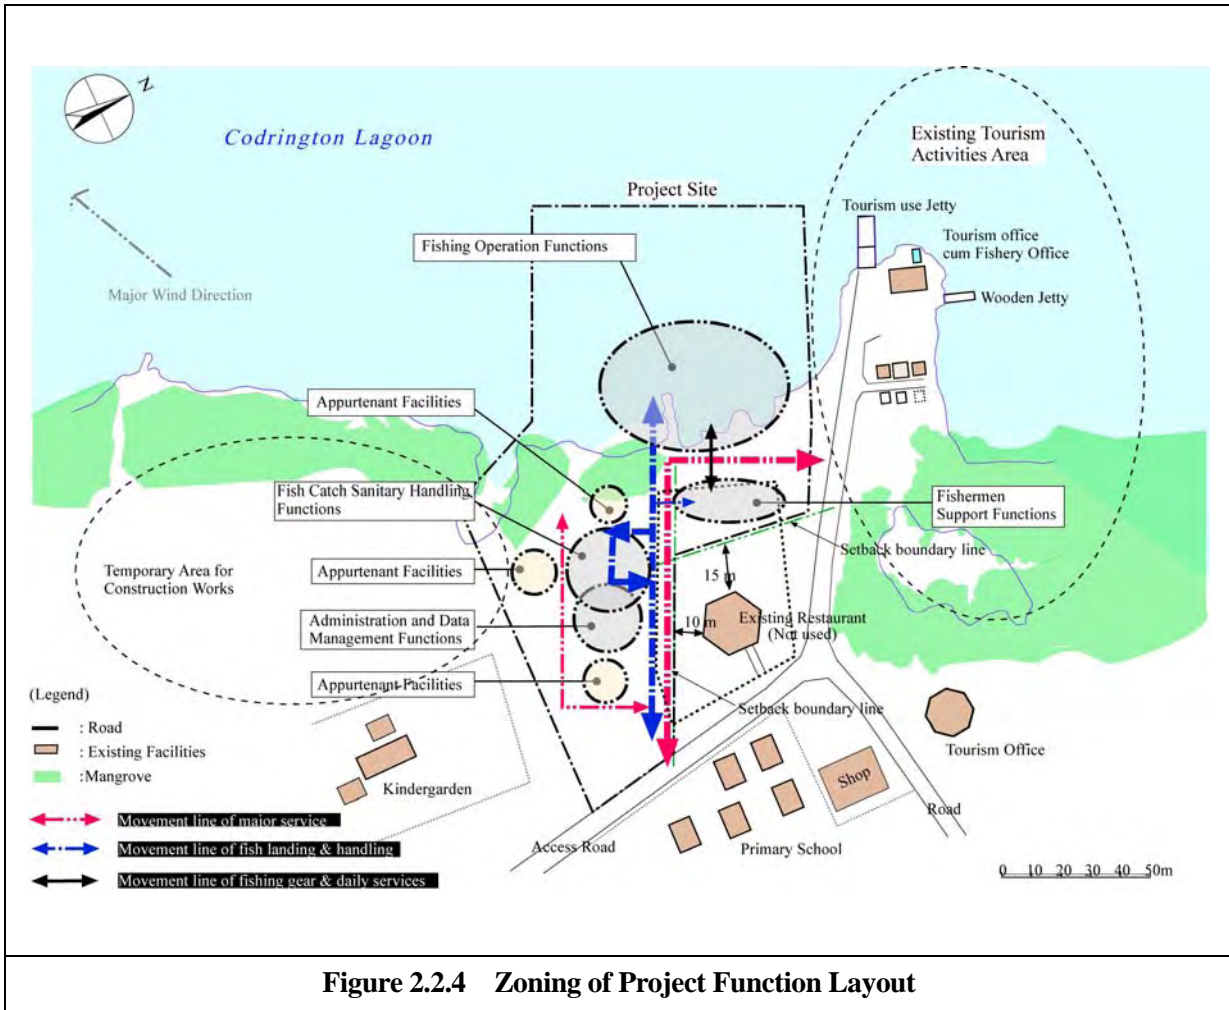 N
Codrington Lagoon
Existing Tourism
Activities Area
Project Site
Tourism use Jetty
Fishing Operation Functions
Tourism office
cum Fishery Office
Major Wind Direction
Wooden Jetty
Appurtenant Facilities
Fish Catch Sanitary Handling
Functions
Fishermen
Support Functions
Setback boundary line
Temporary Area for
Construction Works
Appurtenant Facilities
15 m
Administration and Data
Management Functions
10 m
Existing Restaurant
(Not used)
Appurtenant Facilities
(Legend)
Setback boundary line
: Road
: Existing Facilities
:Mangrove
Tourism Office
Kindergarden
Shop
Road
Movement line of major service
Movement line of fish landing & handling
Access Road
Primary School
Movement line of fishing gear & daily services
0 10 20 30 40 50m
Figure 2.2.4 Zoning of Project Function Layout